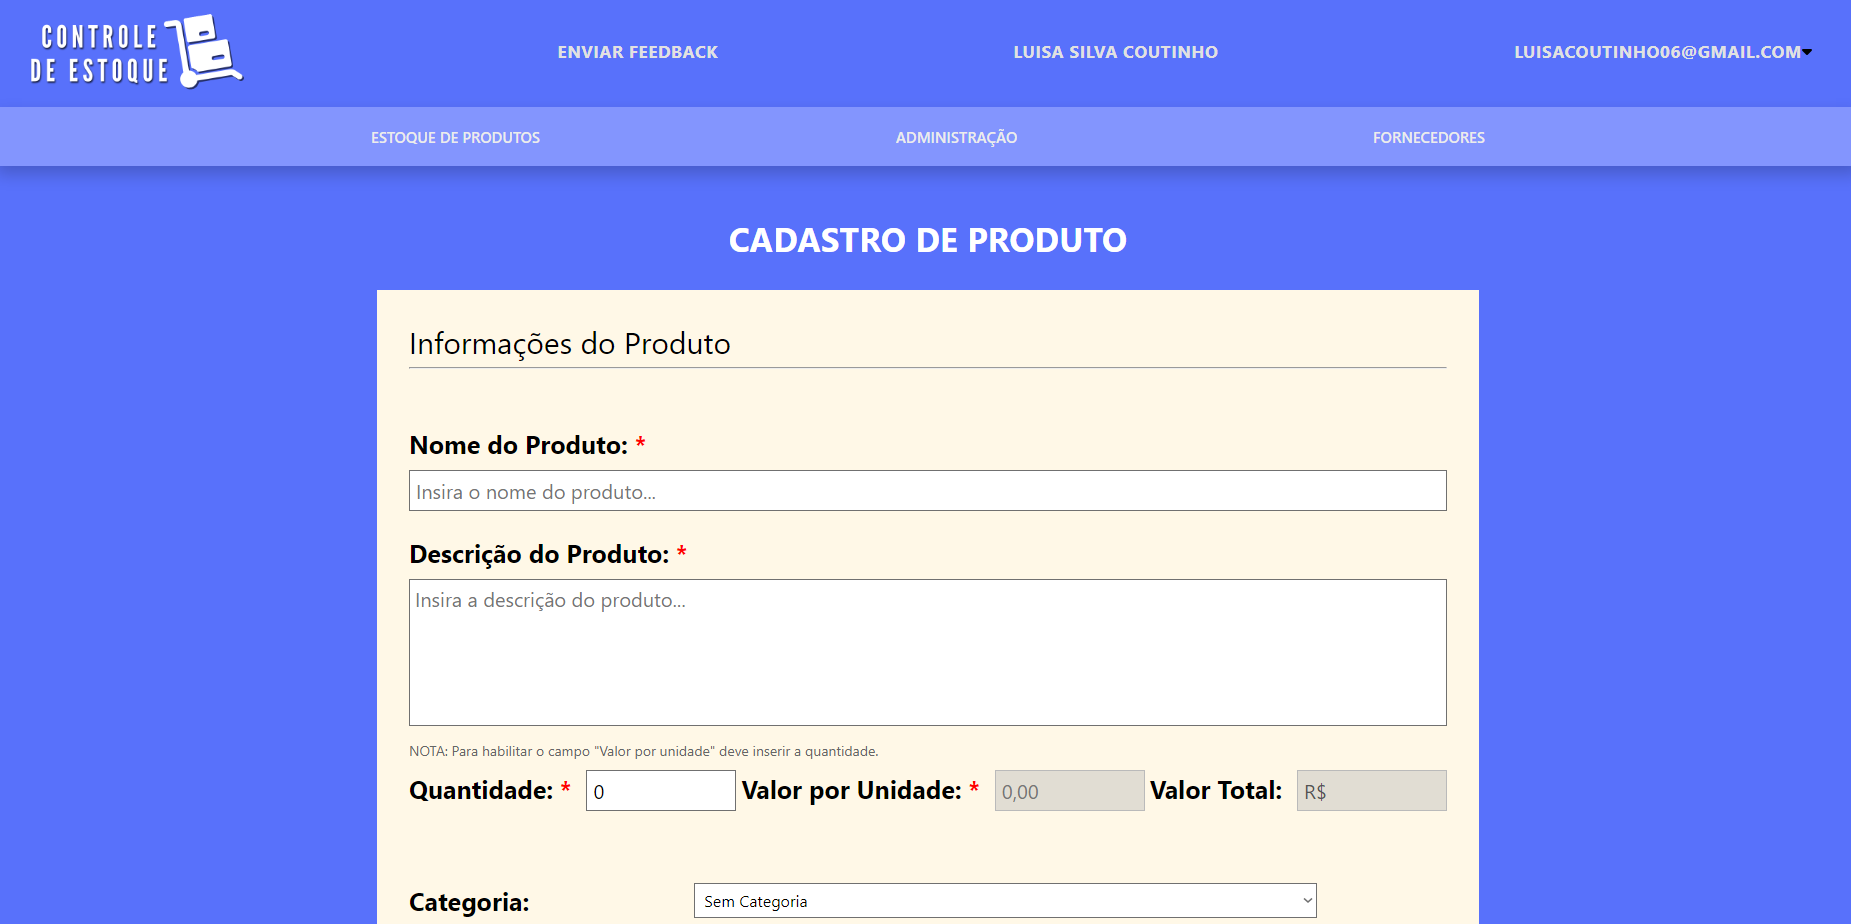 CONTROLE
DE ESTOQUE
ENVIAR FEEDBACK
LUISA SILVA COUTINHO
LUISACOUTINHO06@GMAIL.COM
ESTOQUE DE PRODUTOS
ADMINISTRAÇÃO
FORNECEDORES
CADASTRO DE PRODUTO
Informações do Produto
Nome do Produto: *
Insira o nome do produto...
Descrição do Produto: *
Insira a descrição do produto...
NOTA: Para habilitar o campo "Valor por unidade" deve inserir a quantidade.
Quantidade: * 0 Valor por Unidade: * 0,00 Valor Total: R$
Categoria: Sem Categoria